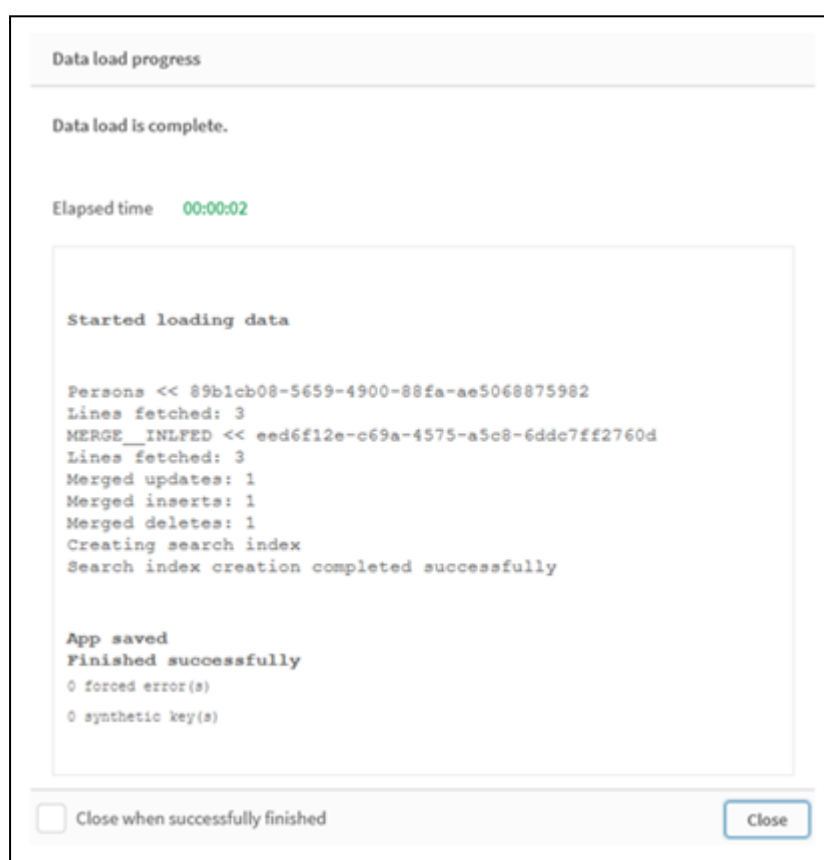 Data load progress
Data load is complete.
Elapsed time 00:00:02
Started loading data
Persons << 89b1cb08-5659-4900-88fa-ae5068875982
Lines fetched: 3
MERGE__INLFED << eed6f12e-c69a-4575-a5c8-6ddc7ff2760d
Lines fetched: 3
Merged updates: 1
Merged inserts: 1
Merged deletes: 1
Creating search index
Search index creation completed successfully
App saved
Finished successfully
0 forced error(s)
0 synthetic key(s)
Close when successfully finished
Close